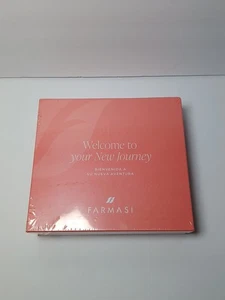 Welcome to
your New Journey
BIENVENIDA A
TU NUEVA AVENTURA
FARMASI